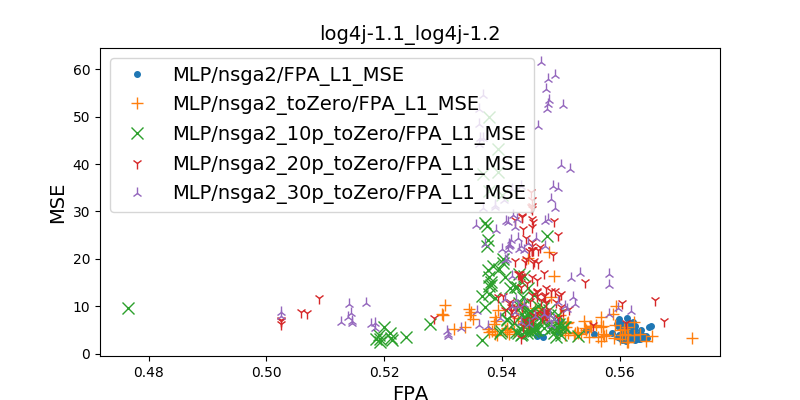 log4j-1.1_log4j-1.2
MLP/nsga2/FPA_L1_MSE
MLP/nsga2_toZero/FPA_L1_MSE
MLP/nsga2_10p_toZero/FPA_L1_MSE
MLP/nsga2_20p_toZero/FPA_L1_MSE
MLP/nsga2_30p_toZero/FPA_L1_MSE
MSE
60
50
40
30
20
10
0
0.48 0.50 0.52 0.54 0.56
FPA